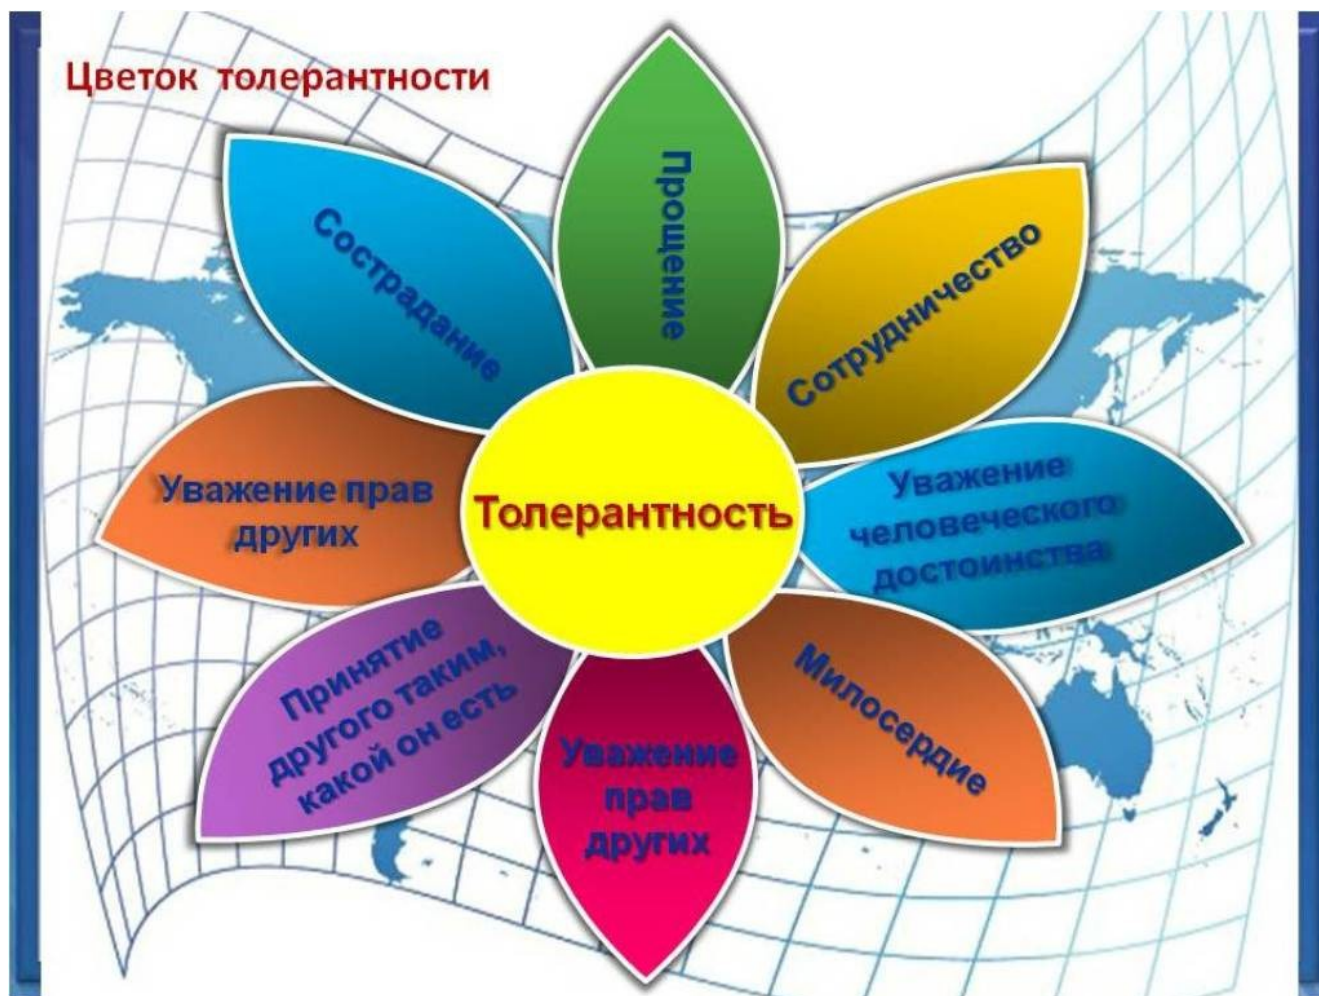 Цветок толерантности
Прощение
Сотрудничество
Уважение
человеческого
достоинства
Милосердие
Уважение
прав
других
Принятие
другого таким,
какой он есть
Уважение прав
других
Сострадание
Толерантность